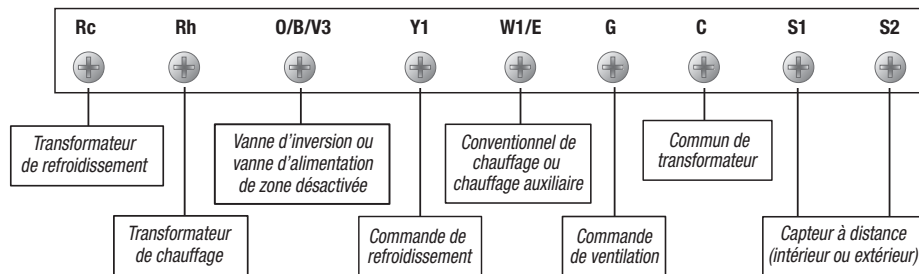 Rc Rh O/B/V3 Y1 W1/E G C S1 S2
Transformateur
de refroidissement
Vanne d'inversion ou
vanne d'alimentation
de zone désactivée
Conventionnel de
chauffage ou
chauffage auxiliaire
Commun de
transformateur
Transformateur
de chauffage
Commande de
refroidissement
Commande
de ventilation
Capteur à distance
(intérieur ou extérieur)